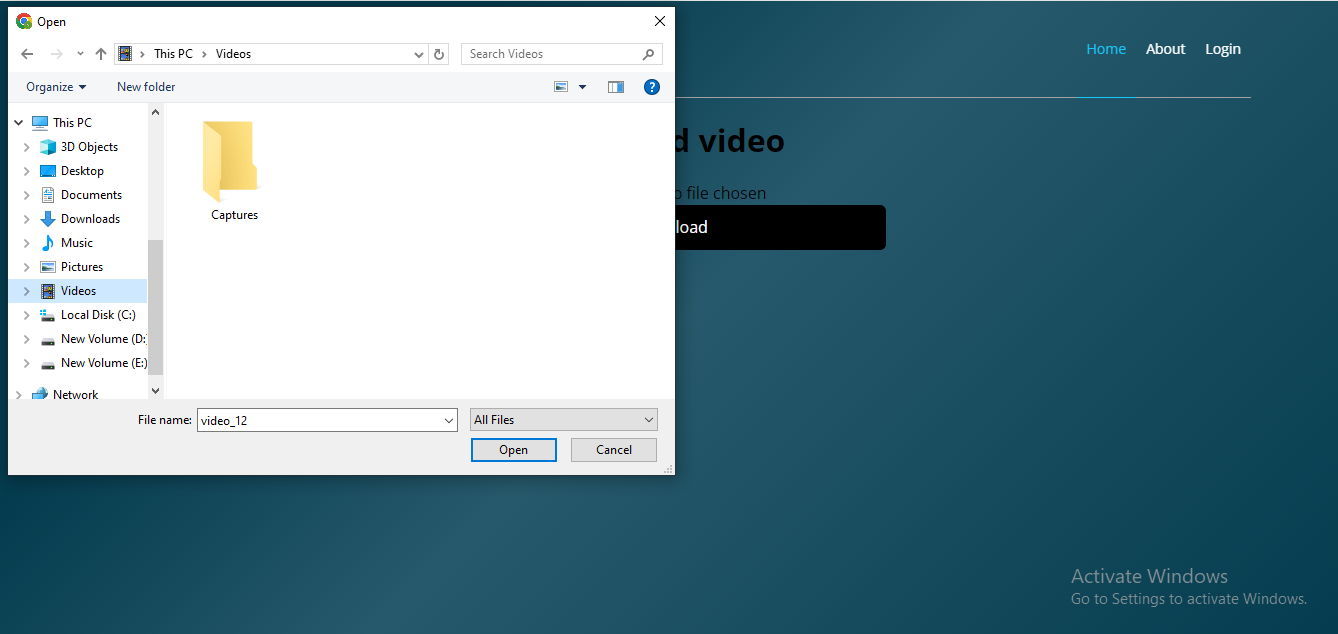 Open
This PC
Videos
Search Videos
Organize
New folder
Home
About
Login
This PC
3D Objects
Desktop
Documents
Downloads
Music
Pictures
Videos
Local Disk (C:)
New Volume (D:
New Volume (E:)
Network
Captures
File name:
video_12
All Files
Open
Cancel
d video
o file chosen
load
Activate Windows
Go to Settings to activate Windows.